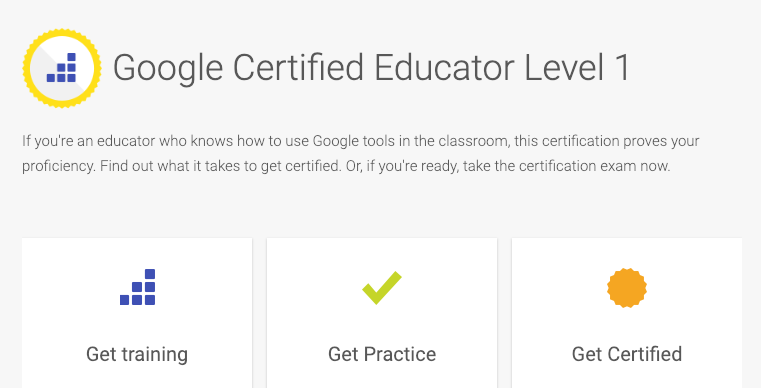 Google Certified Educator Level 1
If you're an educator who knows how to use Google tools in the classroom, this certification proves your
proficiency. Find out what it takes to get certified. Or, if you're ready, take the certification exam now.
Get training
Get Practice
Get Certified